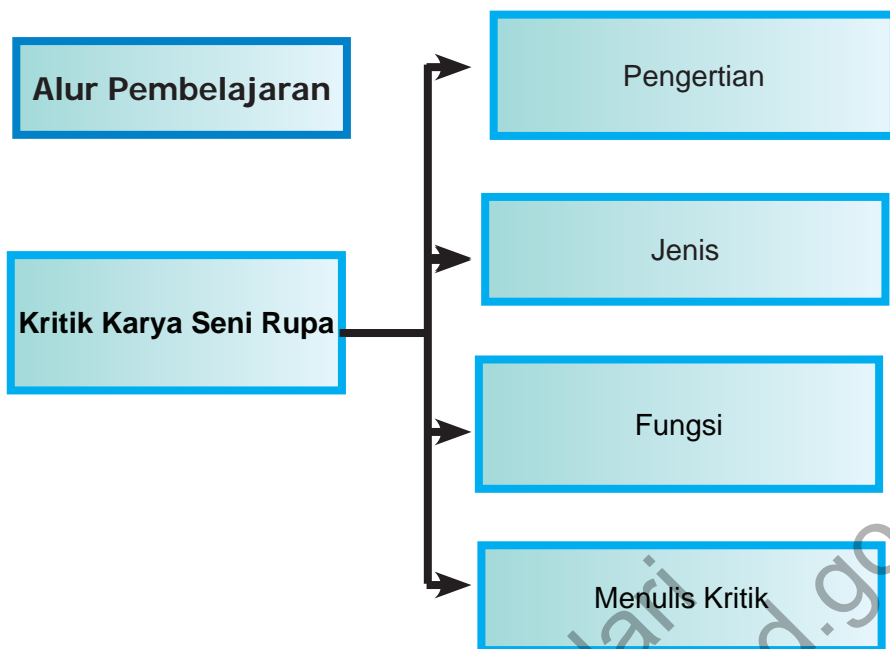 Alur Pembelajaran
Kritik Karya Seni Rupa
Pengertian
Jenis
Fungsi
Menulis Kritik